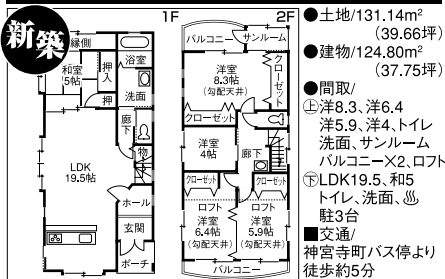 新築
1F
縁側
和室
5帖
押入
押
浴室
洗面
廊下
物
LDK
19.5帖
ホール
玄関
ポーチ
2F
バルコニー
サンルーム
洋室
8.3帖
(勾配天井)
クローゼット
クローゼット
洋室
4帖
廊下
クローゼット
クローゼット
ロフト
洋室
6.4帖
(勾配天井)
ロフト
洋室
5.9帖
(勾配天井)
バルコニー
●土地/131.14m²
(39.66坪)
●建物/124.80m²
(37.75坪)
●間取/
㊤洋8.3、洋6.4
洋5.9、洋4、トイレ
洗面、サンルーム
バルコニー×2、ロフト
㊦LDK19.5、和5
トイレ、洗面、♨
駐3台
■交通/
神宮寺町バス停より
徒歩約5分